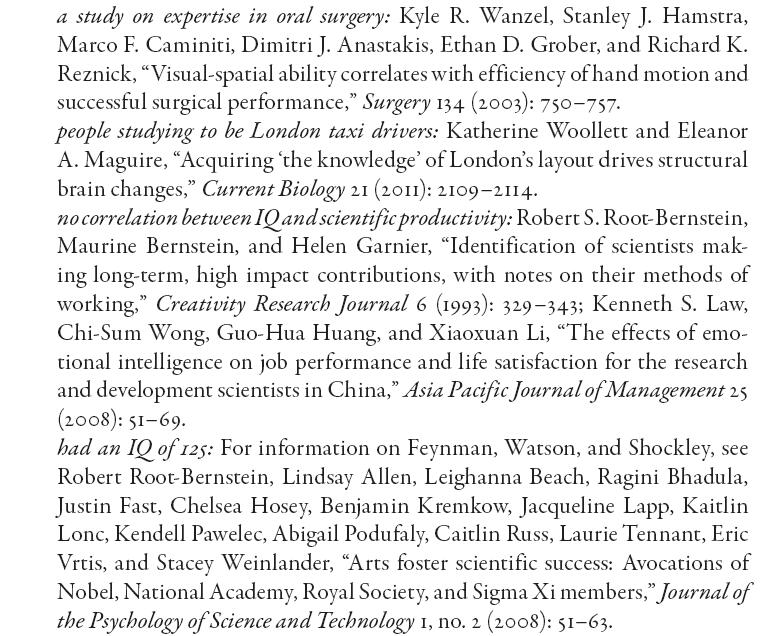 a study on expertise in oral surgery: Kyle R. Wanzel, Stanley J. Hamstra,
Marco F. Caminiti, Dimitri J. Anastakis, Ethan D. Grober, and Richard K.
Reznick, “Visual-spatial ability correlates with efficiency of hand motion and
successful surgical performance,” Surgery 134 (2003): 750–757.
people studying to be London taxi drivers: Katherine Woollett and Eleanor
A. Maguire, “Acquiring ‘the knowledge’ of London’s layout drives structural
brain changes,” Current Biology 21 (2011): 2109–2114.
no correlation between IQ and scientific productivity: Robert S. Root-Bernstein,
Maurine Bernstein, and Helen Garnier, “Identification of scientists mak-
ing long-term, high impact contributions, with notes on their methods of
working,” Creativity Research Journal 6 (1993): 329–343; Kenneth S. Law,
Chi-Sum Wong, Guo-Hua Huang, and Xiaoxuan Li, “The effects of emo-
tional intelligence on job performance and life satisfaction for the research
and development scientists in China,” Asia Pacific Journal of Management 25
(2008): 51–69.
had an IQ of 125: For information on Feynman, Watson, and Shockley, see
Robert Root-Bernstein, Lindsay Allen, Leighanna Beach, Ragini Bhadula,
Justin Fast, Chelsea Hosey, Benjamin Kremkow, Jacqueline Lapp, Kaitlin
Lonc, Kendell Pawelec, Abigail Podufaly, Caitlin Russ, Laurie Tennant, Eric
Vrtis, and Stacey Weinlander, “Arts foster scientific success: Avocations of
Nobel, National Academy, Royal Society, and Sigma Xi members,” Journal of
the Psychology of Science and Technology 1, no. 2 (2008): 51–63.